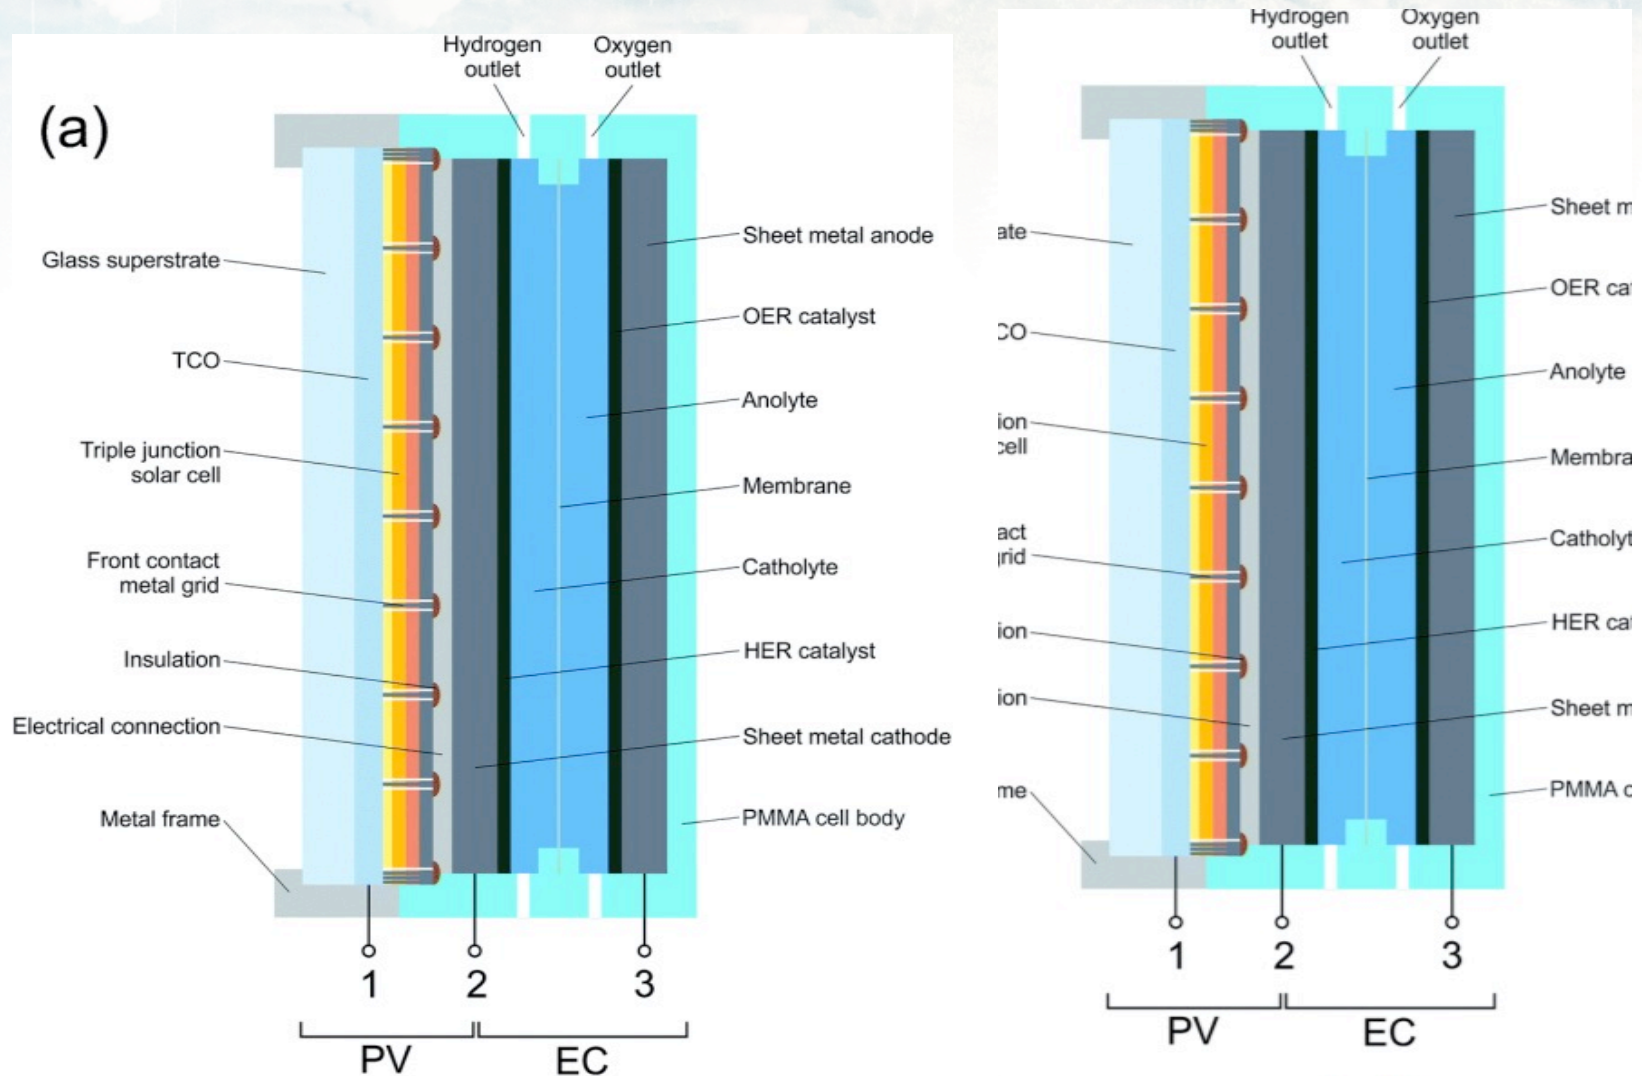 (a)
Hydrogen
outlet
Oxygen
outlet
Glass superstrate
TCO
Triple junction
solar cell
Front contact
metal grid
Insulation
Electrical connection
Metal frame
Sheet metal anode
OER catalyst
Anolyte
Membrane
Catholyte
HER catalyst
Sheet metal cathode
PMMA cell body
1
2
3
PV
EC
Hydrogen
outlet
Oxygen
outlet
ate
CO
ion
cell
act
grid
ion
ion
me
Sheet m
OER cat
Anolyte
Membra
Catholyt
HER cat
Sheet m
PMMA c
1
2
3
PV
EC